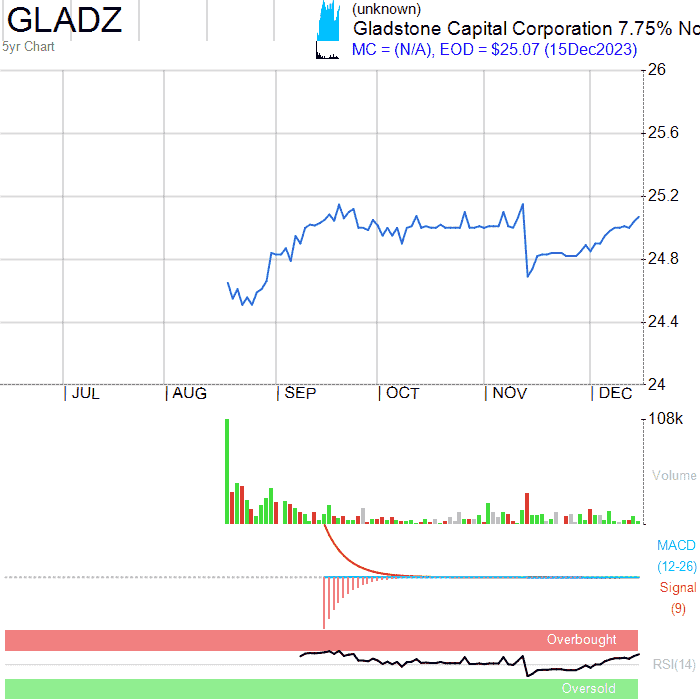 GLADZ
5yr Chart
(unknown)
Gladstone Capital Corporation 7.75% No
MC = (N/A), EOD = $25.07 (15Dec2023)
26
25.6
25.2
24.8
24.4
24
JUL AUG SEP OCT NOV DEC
108k
Volume
MACD
(12-26)
Signal
(9)
Overbought
RSI(14)
Oversold